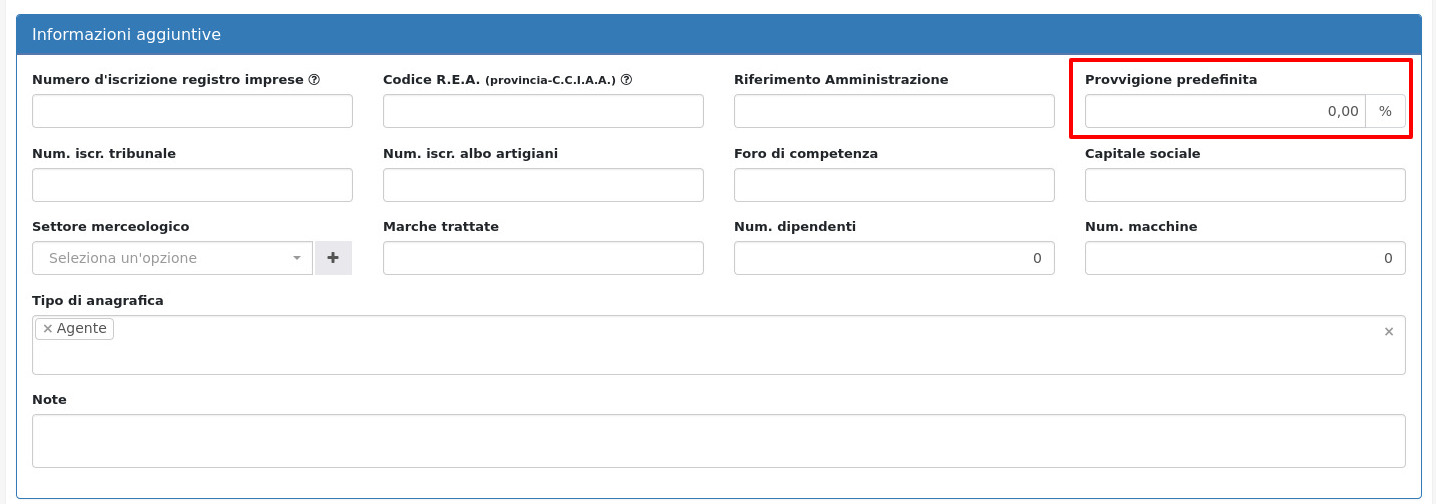 Informazioni aggiuntive
Numero d'iscrizione registro imprese Codice R.E.A. (provincia-C.C.I.A.A.) Riferimento Amministrazione Provvigione predefinita
0,00 %
Num. iscr. tribunale Num. iscr. albo artigiani Foro di competenza Capitale sociale
Settore merceologico Marche trattate Num. dipendenti Num. macchine
Seleziona un'opzione 0 0
Tipo di anagrafica
× Agente ×
Note